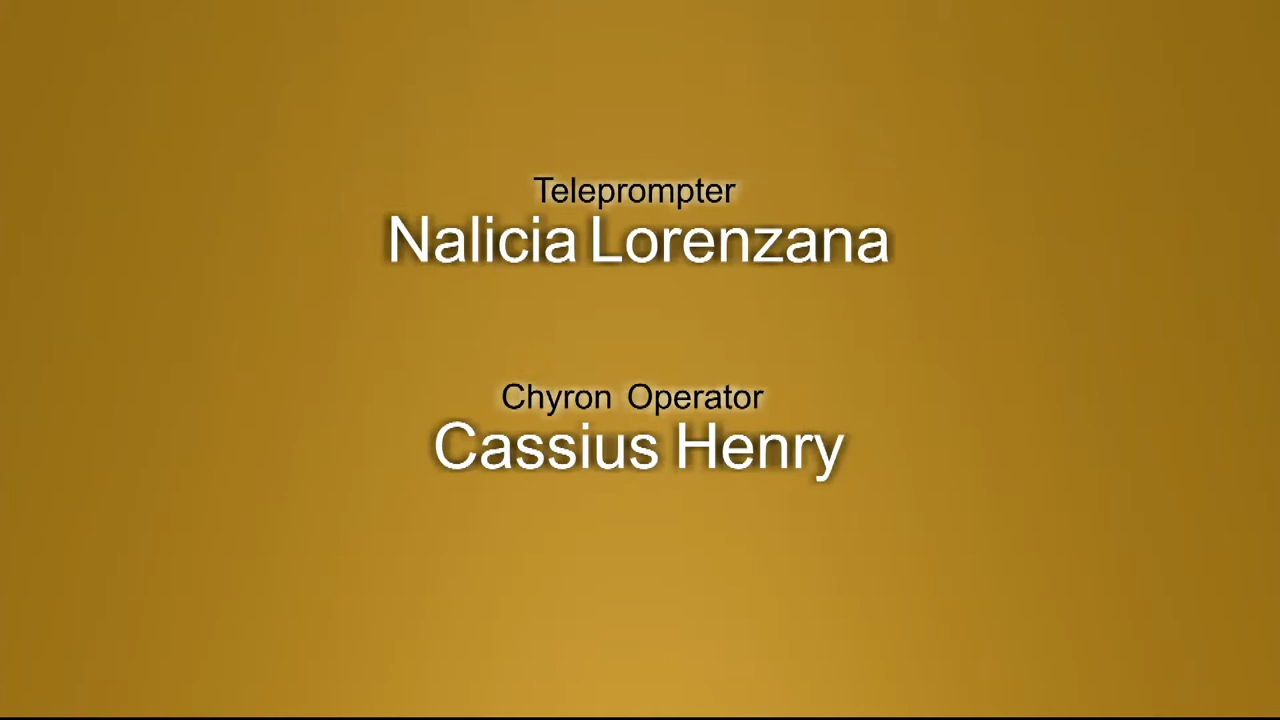 Teleprompter
Nalicia Lorenzana
Chyron Operator
Cassius Henry